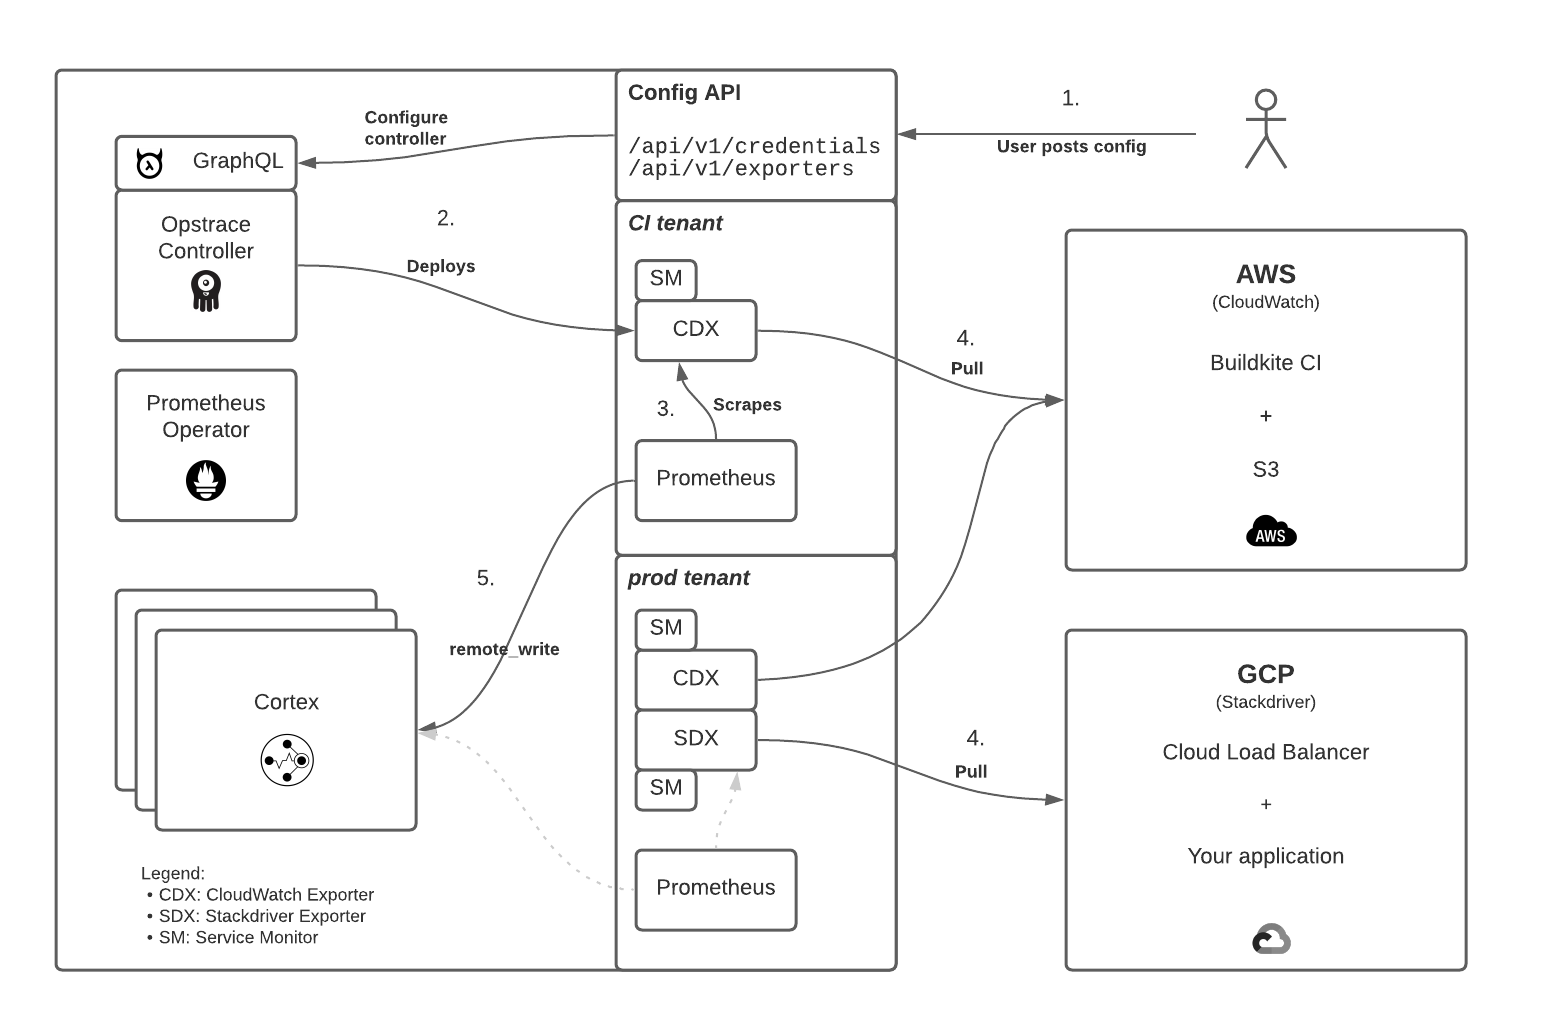 Config API
/api/v1/credentials
/api/v1/exporters
1.
User posts config
Configure
controller
GraphQL
Opstrace
Controller
2.
Deploys
CI tenant
SM
CDX
3.
Scrapes
Prometheus
4.
Pull
AWS
(CloudWatch)
Buildkite CI
+
S3
AWS
Prometheus
Operator
5.
remote_write
Cortex
prod tenant
SM
CDX
SDX
SM
Prometheus
4.
Pull
GCP
(Stackdriver)
Cloud Load Balancer
+
Your application
Legend:
• CDX: CloudWatch Exporter
• SDX: Stackdriver Exporter
• SM: Service Monitor